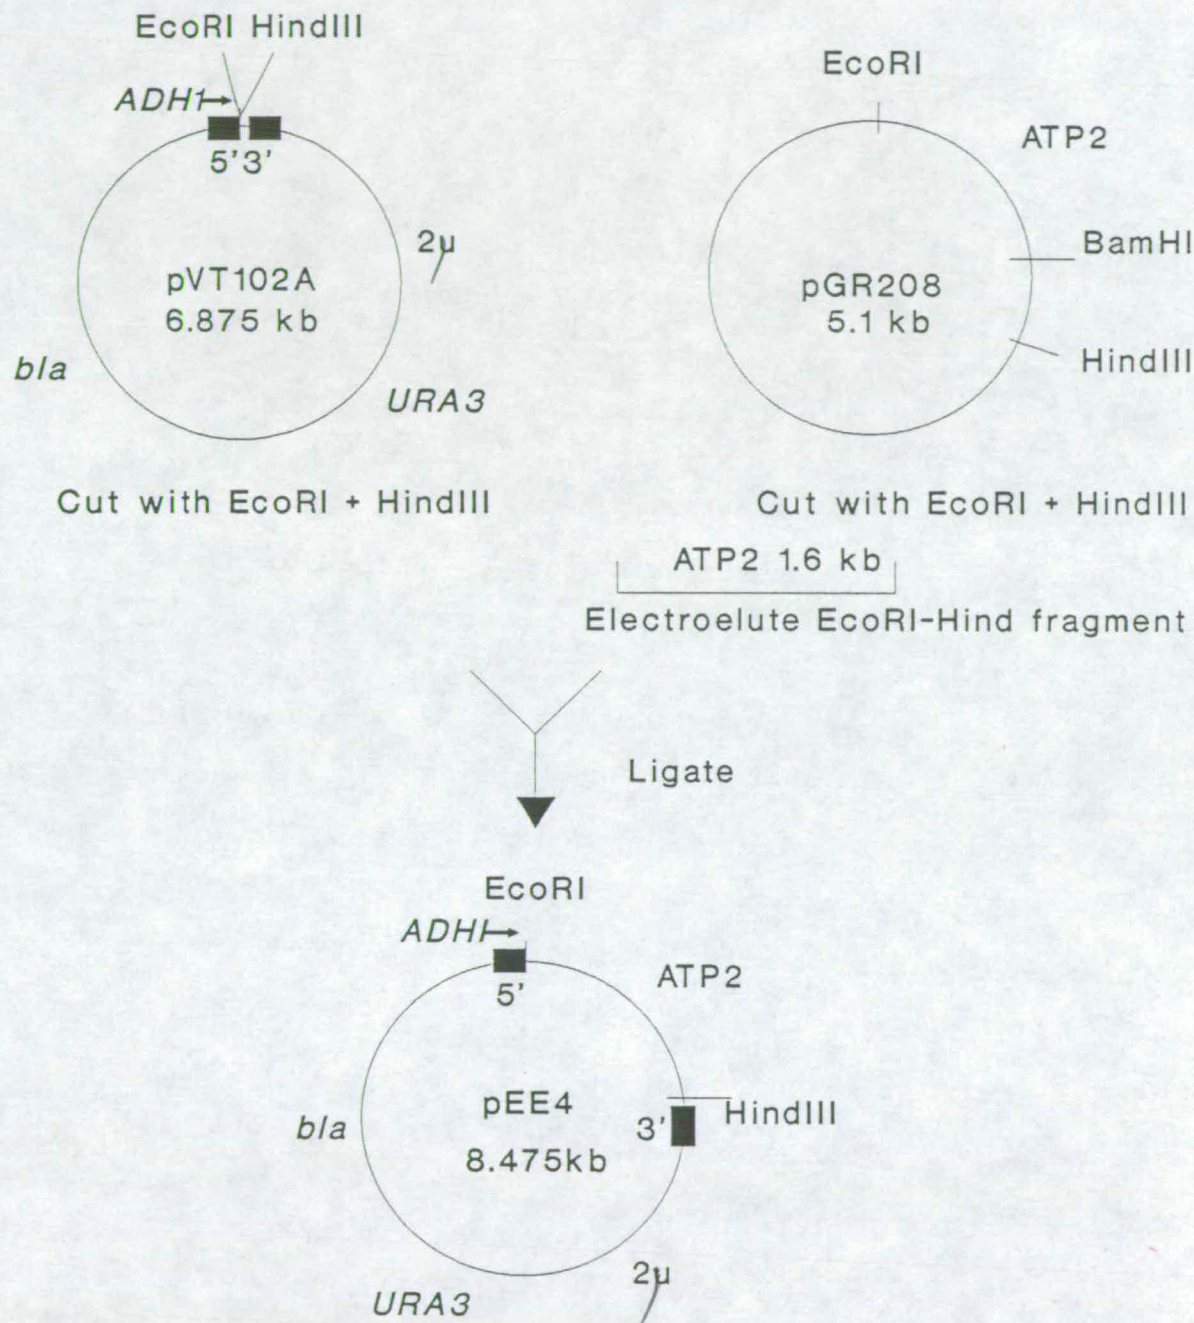 EcoRI HindIII
ADH1
5' 3'
2µ
pVT102A
6.875 kb
bla
URA3
Cut with EcoRI + HindIII
EcoRI
ATP2
BamHI
pGR208
5.1 kb
HindIII
Cut with EcoRI + HindIII
ATP2 1.6 kb
Electroelute EcoRI-Hind fragment
Ligate
EcoRI
ADHI
5'
ATP2
pEE4
8.475kb
3'
HindIII
bla
2µ
URA3